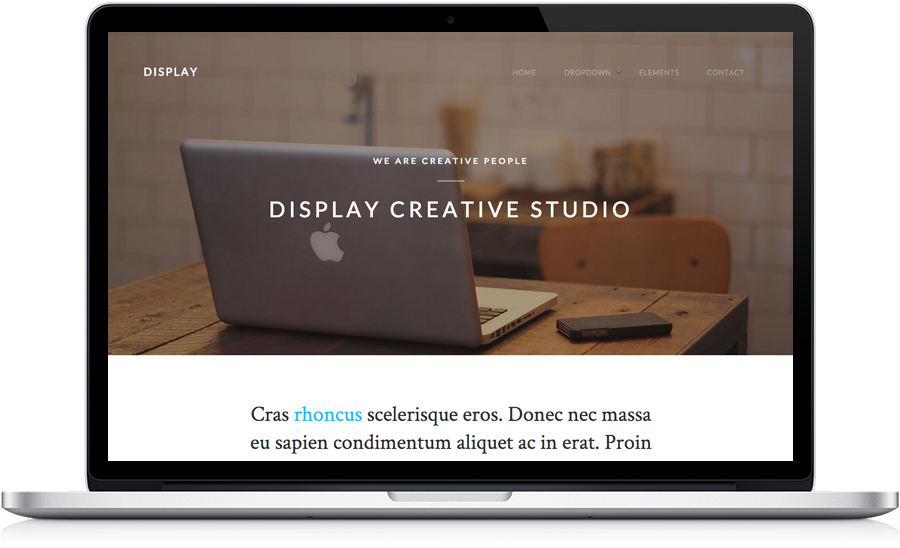 DISPLAY
HOME DROPDOWN ELEMENTS CONTACT
WE ARE CREATIVE PEOPLE
DISPLAY CREATIVE STUDIO
Cras rhoncus scelerisque eros. Donec nec massa
eu sapien condimentum aliquet ac in erat. Proin